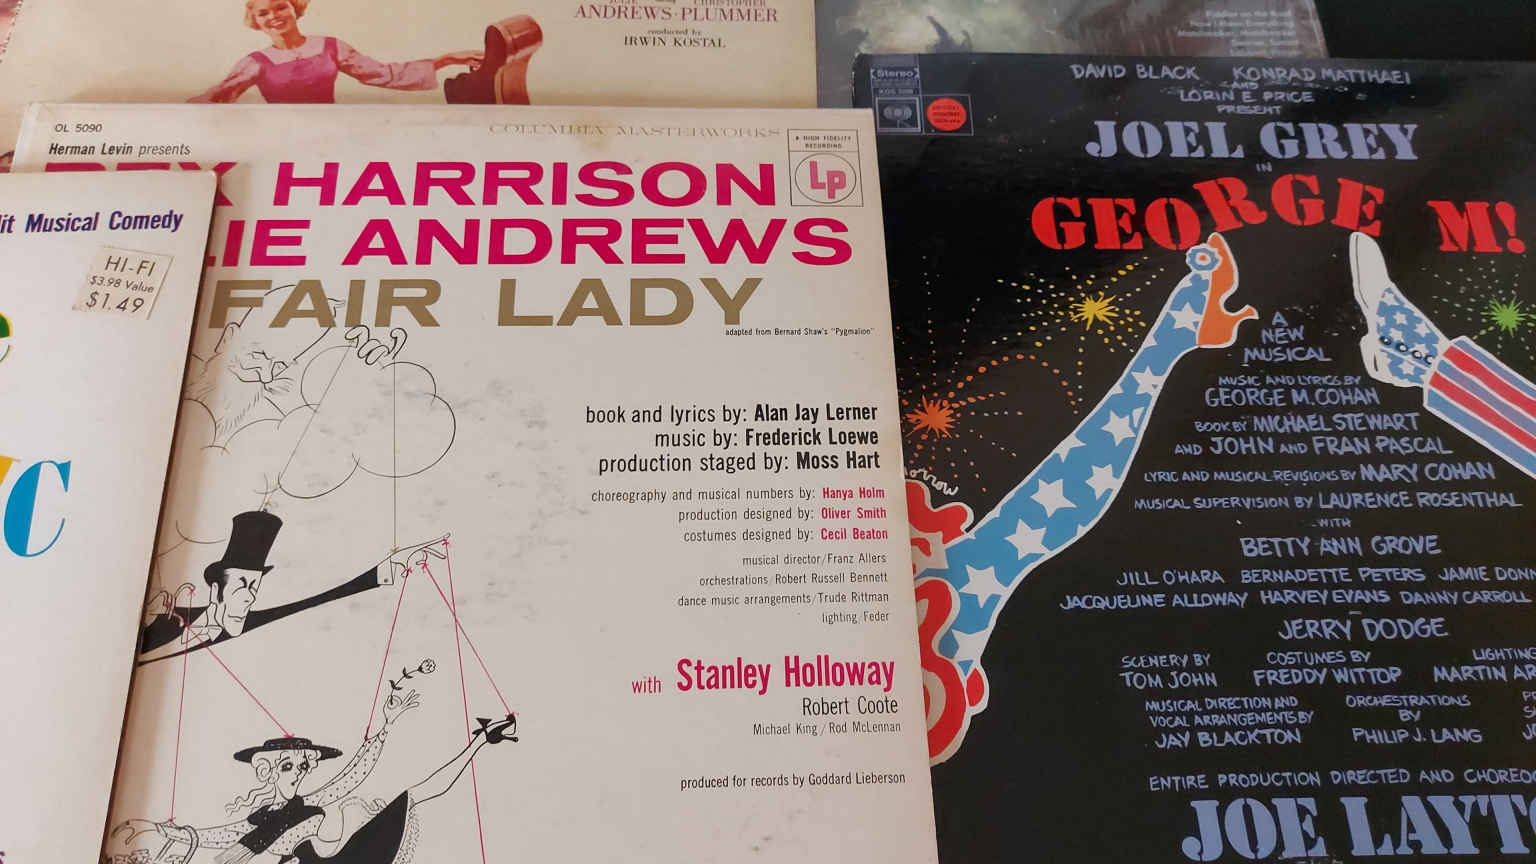 ANDREWS · PLUMMER
conducted by
IRWIN KOSTAL
Fiddler on the Roof
OL 5090
COLUMBIA MASTERWORKS
A HIGH FIDELITY
RECORDING
Lp
Herman Levin presents
HARRISON
ANDREWS
FAIR LADY
adapted from Bernard Shaw's "Pygmalion"
book and lyrics by: Alan Jay Lerner
music by: Frederick Loewe
production staged by: Moss Hart
choreography and musical numbers by: Hanya Holm
production designed by: Oliver Smith
costumes designed by: Cecil Beaton
musical director/Franz Allers
orchestrations/Robert Russell Bennett
dance music arrangements/Trude Rittman
lighting/Feder
with Stanley Holloway
Robert Coote
Michael King/Rod McLennan
produced for records by Goddard Lieberson
Musical Comedy
HI-FI
$3.98 Value
$1.49
Stereo
DAVID BLACK KONRAD MATTHAEI
AND
LORIN E. PRICE
PRESENT
JOEL GREY
IN
GEORGE M!
A
NEW
MUSICAL
MUSIC AND LYRICS BY
GEORGE M. COHAN
BOOK BY MICHAEL STEWART
AND JOHN AND FRAN PASCAL
LYRIC AND MUSICAL REVISIONS BY MARY COHAN
MUSICAL SUPERVISION BY LAURENCE ROSENTHAL
WITH
BETTY ANN GROVE
JILL O'HARA BERNADETTE PETERS JAMIE
JACQUELINE ALLOWAY HARVEY EVANS DANNY CARROLL
JERRY DODGE
SCENERY BY COSTUMES BY LIGHTING
TOM JOHN FREDDY WITTOP MARTIN
MUSICAL DIRECTION AND ORCHESTRATIONS
VOCAL ARRANGEMENTS BY BY
JAY BLACKTON PHILIP J. LANG
ENTIRE PRODUCTION DIRECTED AND
JOE